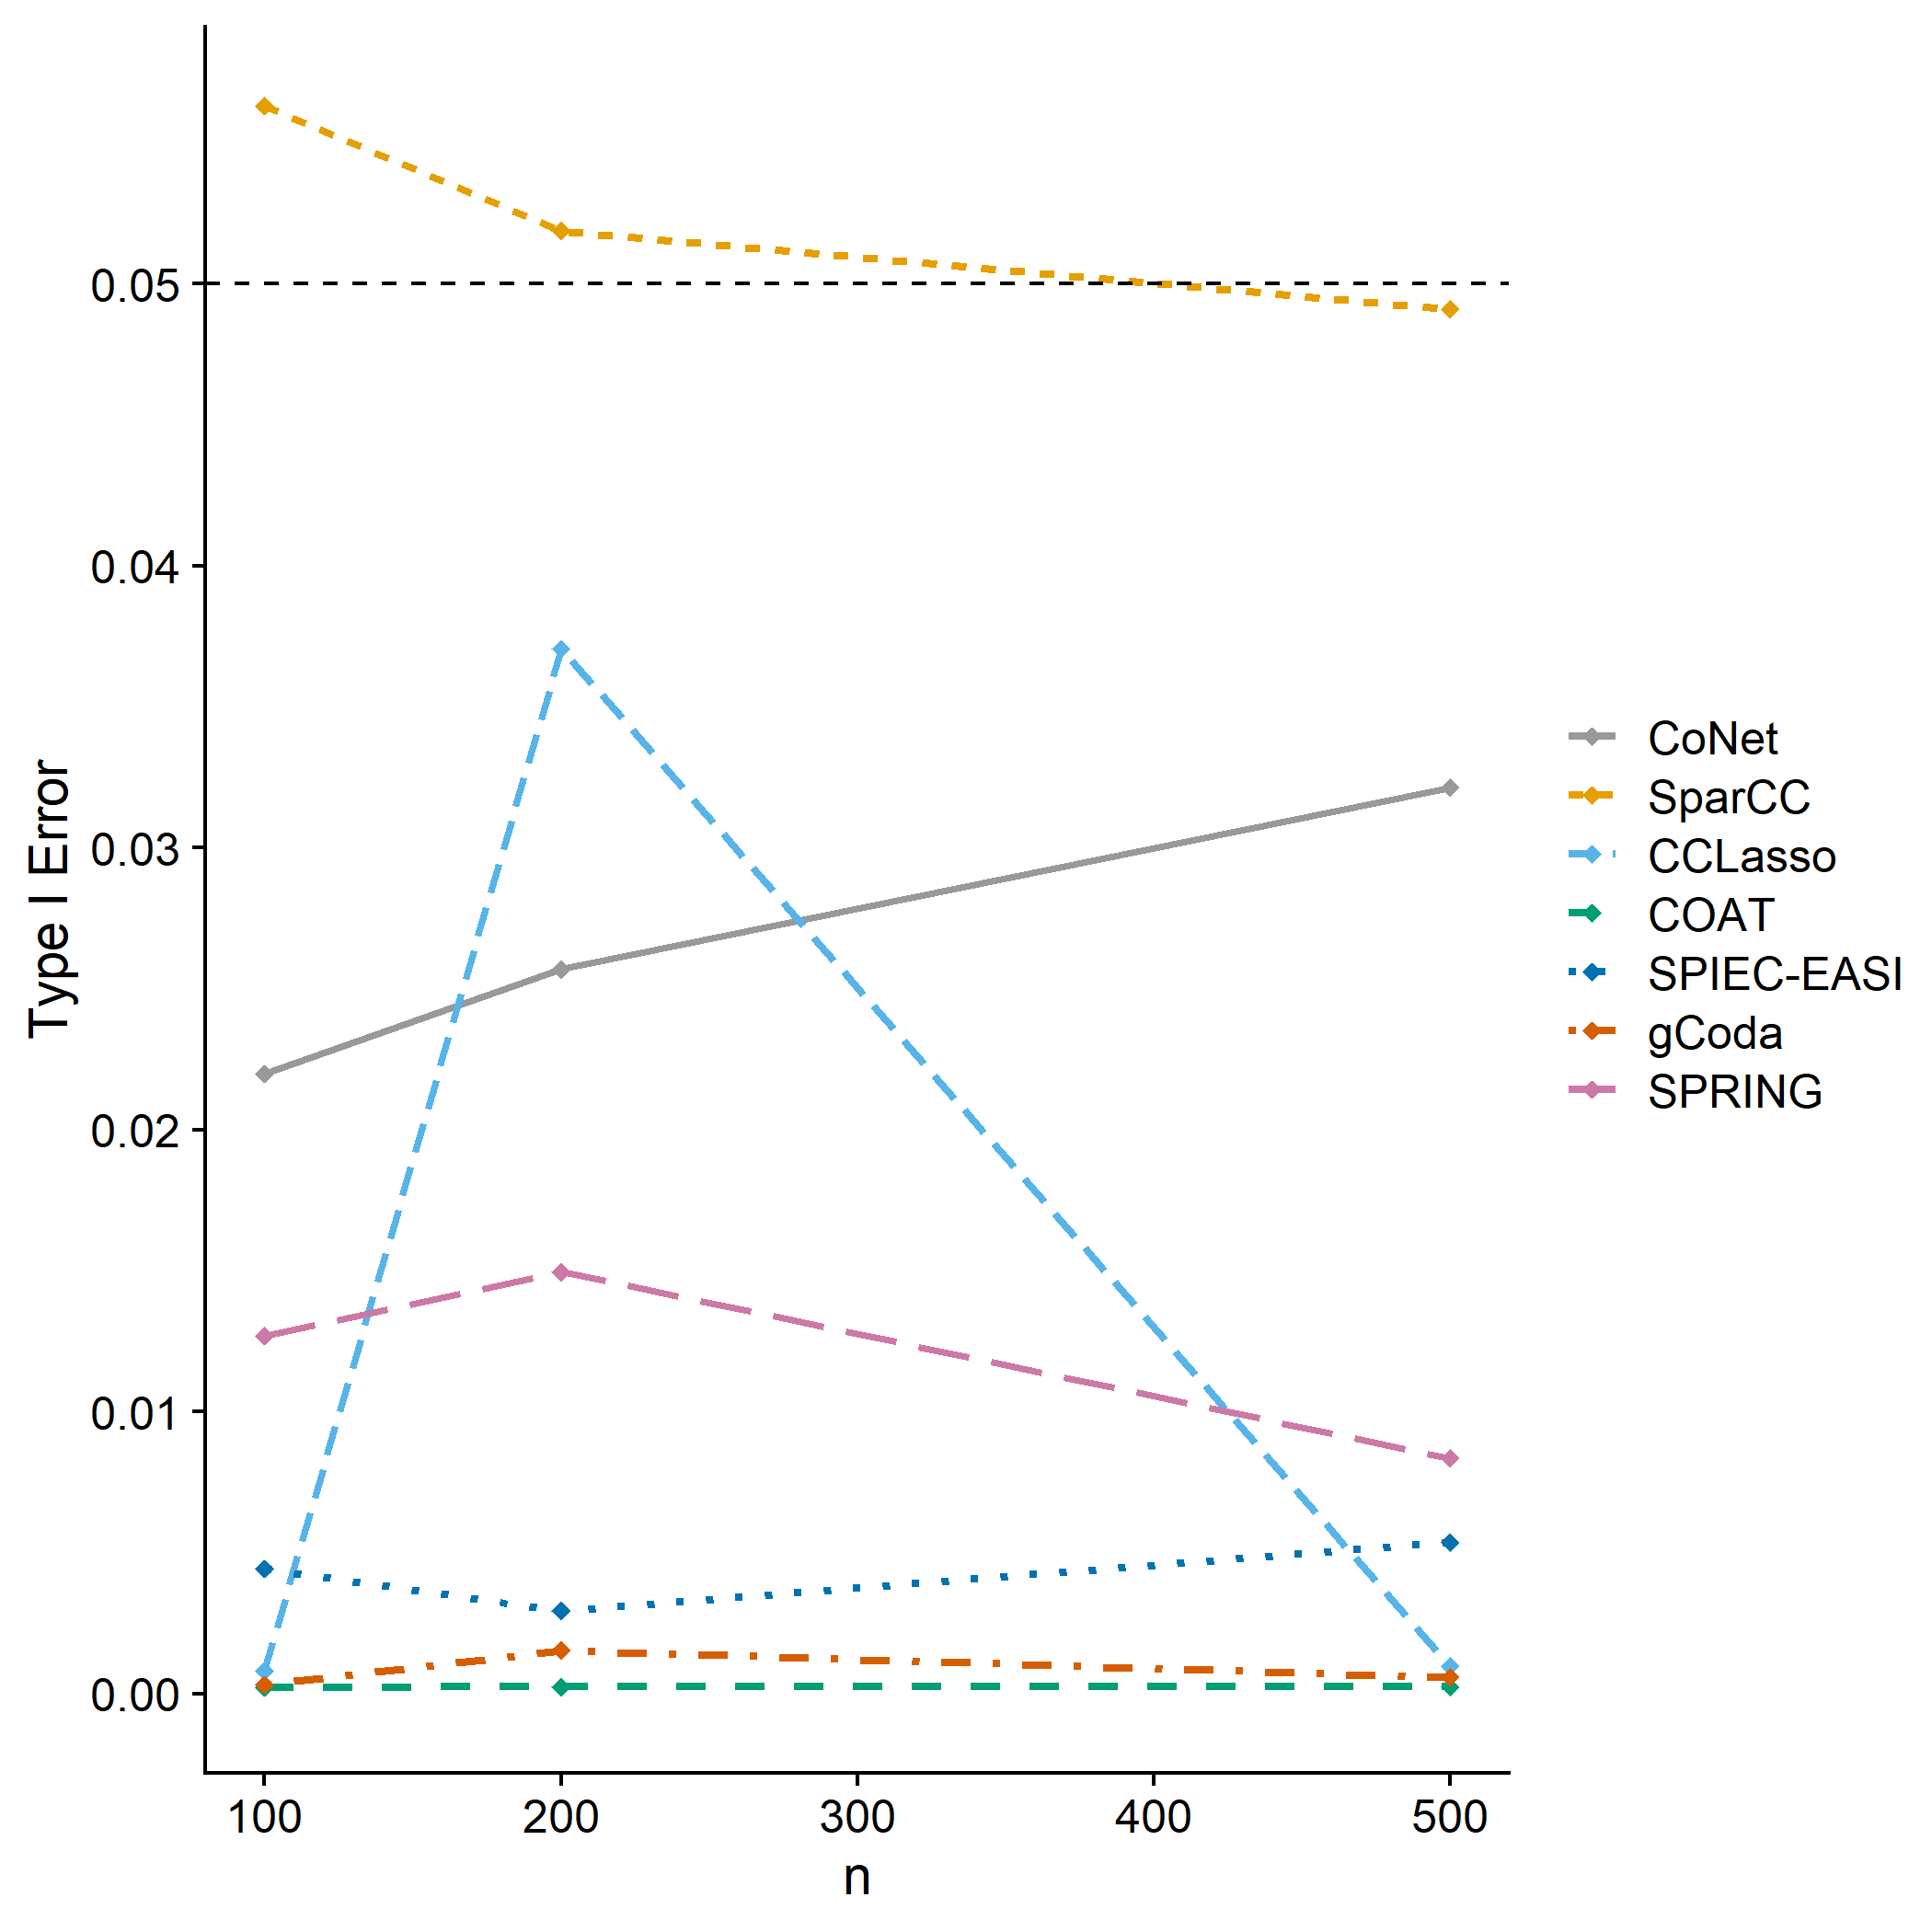 Type I Error
0.05
0.04
0.03
0.02
0.01
0.00
100 200 300 400 500
n
CoNet
SparCC
CCLasso
COAT
SPIEC-EASI
gCoda
SPRING